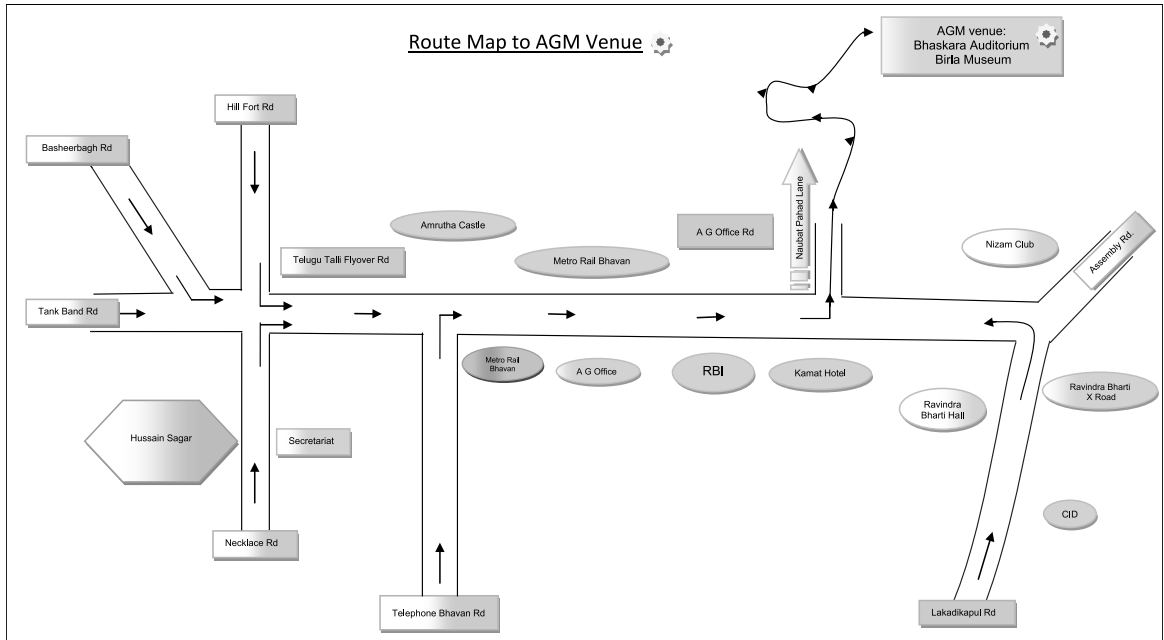 Route Map to AGM Venue
AGM venue:
Bhaskara Auditorium
Birla Museum
Hill Fort Rd
Basheerbagh Rd
Naubat Pahad Lane
Amrutha Castle
A G Office Rd
Nizam Club
Assembly Rd.
Telugu Talli Flyover Rd
Metro Rail Bhavan
Tank Band Rd
Metro Rail
Bhavan
A G Office
RBI
Kamat Hotel
Ravindra
Bharti Hall
Ravindra Bharti
X Road
Hussain Sagar
Secretariat
CID
Necklace Rd
Telephone Bhavan Rd
Lakadikapul Rd